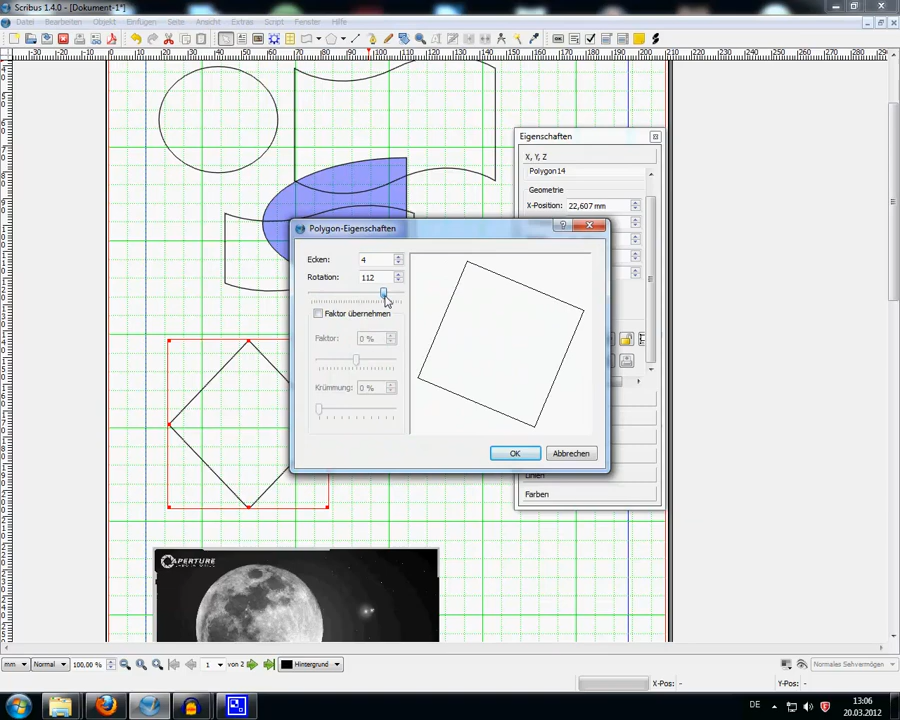 Scribus 1.4.0 - [Dokument-1*]
Datei Bearbeiten Objekt Einfügen Seite Ansicht Extras Script Fenster Hilfe
Eigenschaften
X, Y, Z
Polygon14
Geometrie
X-Position: 22,607 mm
Polygon-Eigenschaften
Ecken: 4
Rotation: 112
Faktor übernehmen
Faktor: 0 %
Krümmung: 0 %
OK Abbrechen
Linien
Farben
APERTURE
mm Normal 100,00 % 1 von 2 Hintergrund Normales Sehvermögen
X-Pos: - Y-Pos: -
DE 13:06
20.03.2012